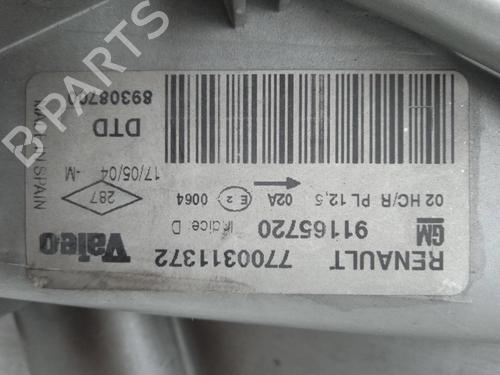 RENAULT 7700311372
GM 91165720 Valeo
Indice: D
02 HC/R PL 12,5 02A E2 0064 287
17/05/04 -M
DTD
89308700
MADE IN SPAIN
B-PARTS